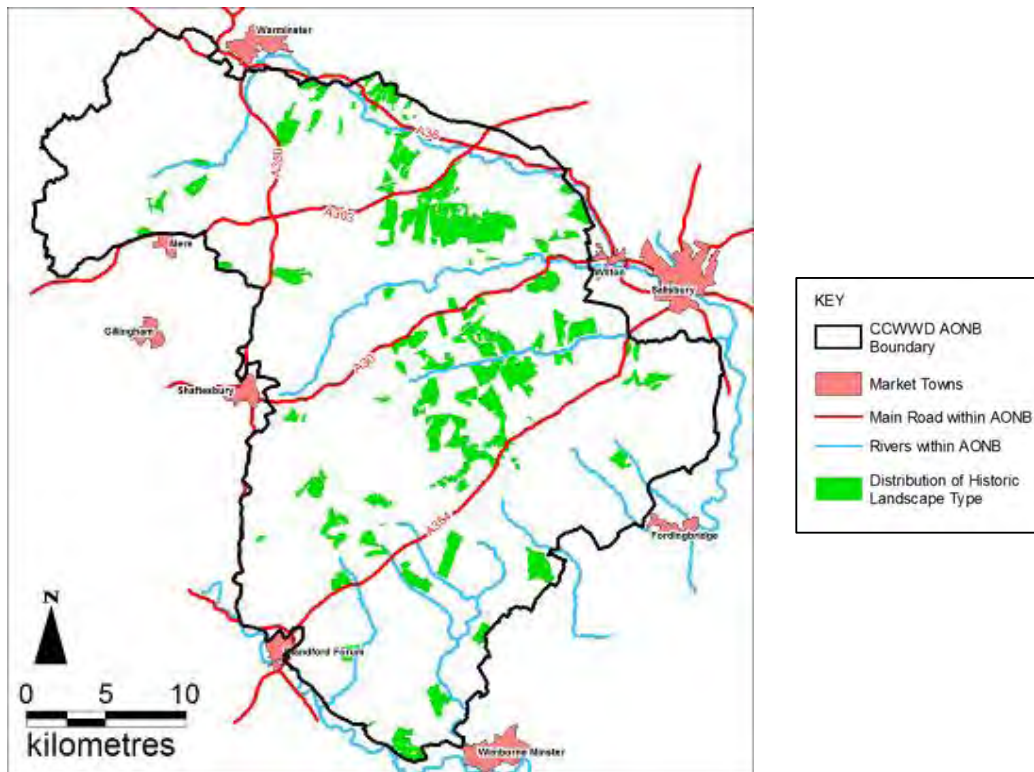 Warminster
A36
A350
A303
Mere
Wilton
Salisbury
Gillingham
Shaftesbury
A30
A354
Fordingbridge
N
Blandford Forum
0 5 10
kilometres
Wimborne Minster
KEY
CCWWD AONB
Boundary
Market Towns
Main Road within AONB
Rivers within AONB
Distribution of Historic
Landscape Type